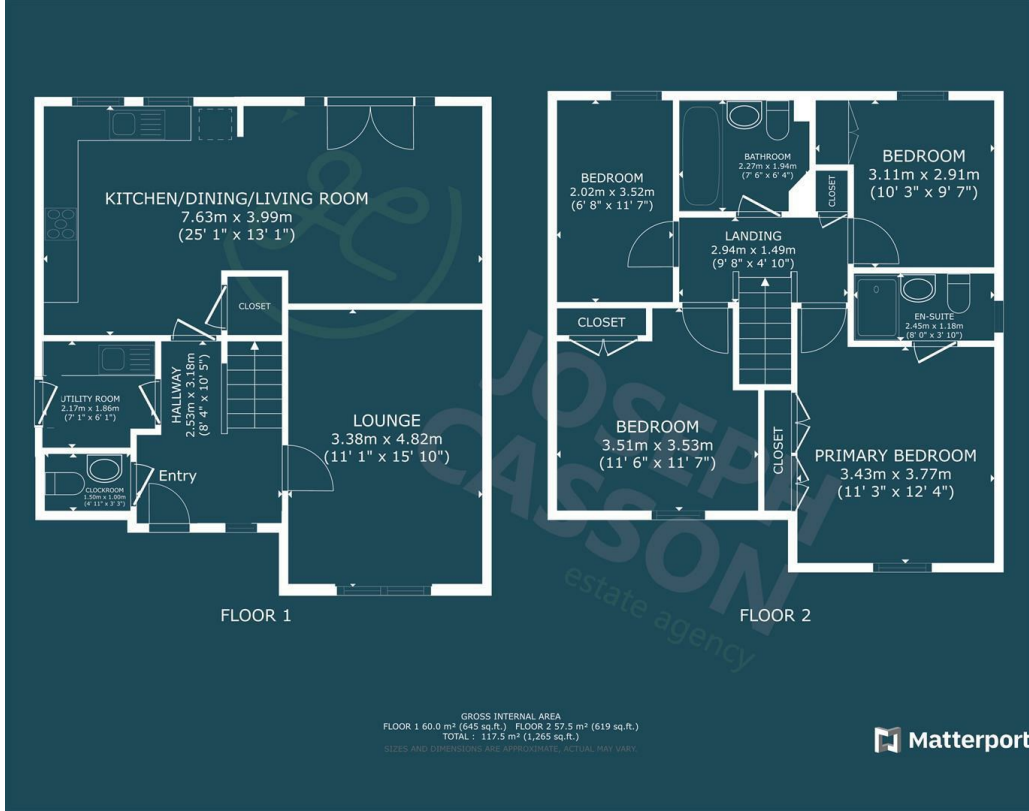 KITCHEN/DINING/LIVING ROOM
7.63m x 3.99m
(25' 1" x 13' 1")
CLOSET
UTILITY ROOM
2.17m x 1.86m
(7' 1" x 6' 1")
HALLWAY
2.53m x 3.18m
(8' 4" x 10' 5")
LOUNGE
3.38m x 4.82m
(11' 1" x 15' 10")
CLOCKROOM
1.50m x 1.00m
(4' 11" x 3' 3")
Entry
FLOOR 1
BEDROOM
2.02m x 3.52m
(6' 8" x 11' 7")
BATHROOM
2.27m x 1.94m
(7' 6" x 6' 4")
BEDROOM
3.11m x 2.91m
(10' 3" x 9' 7")
CLOSET
LANDING
2.94m x 1.49m
(9' 8" x 4' 10")
EN-SUITE
2.45m x 1.18m
(8' 0" x 3' 10")
CLOSET
BEDROOM
3.51m x 3.53m
(11' 6" x 11' 7")
CLOSET
PRIMARY BEDROOM
3.43m x 3.77m
(11' 3" x 12' 4")
FLOOR 2
JOSEPH
CASSON
estate agency
GROSS INTERNAL AREA
FLOOR 1 60.0 m² (645 sq.ft.) FLOOR 2 57.5 m² (619 sq.ft.)
TOTAL : 117.5 m² (1,265 sq.ft.)
SIZES AND DIMENSIONS ARE APPROXIMATE, ACTUAL MAY VARY.
Matterport